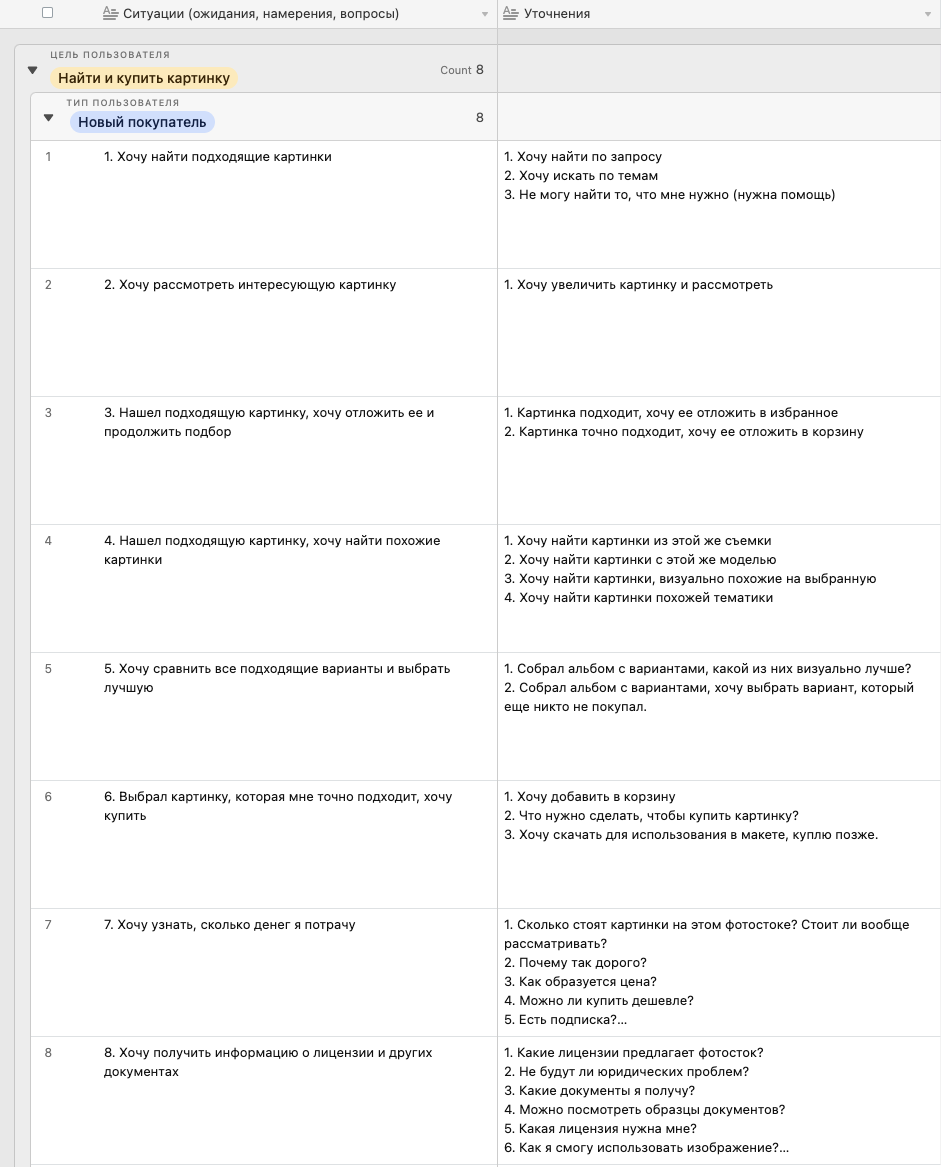 Ситуации (ожидания, намерения, вопросы)
Уточнения
ЦЕЛЬ ПОЛЬЗОВАТЕЛЯ
Найти и купить картинку
Count 8
ТИП ПОЛЬЗОВАТЕЛЯ
Новый покупатель
8
1
1. Хочу найти подходящие картинки
1. Хочу найти по запросу
2. Хочу искать по темам
3. Не могу найти то, что мне нужно (нужна помощь)
2
2. Хочу рассмотреть интересующую картинку
1. Хочу увеличить картинку и рассмотреть
3
3. Нашел подходящую картинку, хочу отложить ее и
продолжить подбор
1. Картинка подходит, хочу ее отложить в избранное
2. Картинка точно подходит, хочу ее отложить в корзину
4
4. Нашел подходящую картинку, хочу найти похожие
картинки
1. Хочу найти картинки из этой же съемки
2. Хочу найти картинки с этой же моделью
3. Хочу найти картинки, визуально похожие на выбранную
4. Хочу найти картинки похожей тематики
5
5. Хочу сравнить все подходящие варианты и выбрать
лучшую
1. Собрал альбом с вариантами, какой из них визуально лучше?
2. Собрал альбом с вариантами, хочу выбрать вариант, который
еще никто не покупал.
6
6. Выбрал картинку, которая мне точно подходит, хочу
купить
1. Хочу добавить в корзину
2. Что нужно сделать, чтобы купить картинку?
3. Хочу скачать для использования в макете, куплю позже.
7
7. Хочу узнать, сколько денег я потрачу
1. Сколько стоят картинки на этом фотостоке? Стоит ли вообще
рассматривать?
2. Почему так дорого?
3. Как образуется цена?
4. Можно ли купить дешевле?
5. Есть подписка?...
8
8. Хочу получить информацию о лицензии и других
документах
1. Какие лицензии предлагает фотосток?
2. Не будут ли юридических проблем?
3. Какие документы я получу?
4. Можно посмотреть образцы документов?
5. Какая лицензия нужна мне?
6. Как я смогу использовать изображение?...